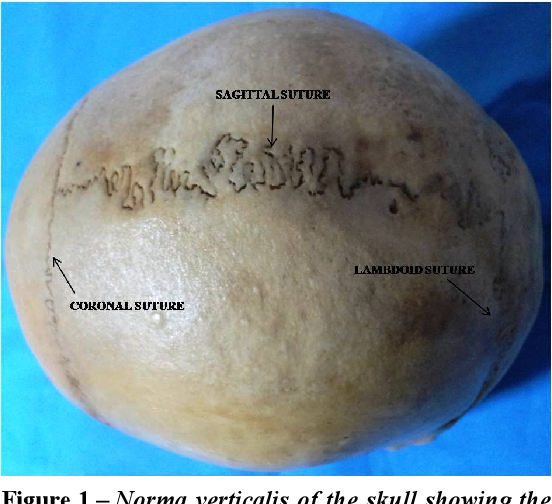 SAGITTAL SUTURE
LAMBDOID SUTURE
CORONAL SUTURE
Figure 1 – Norma verticalis of the skull showing the